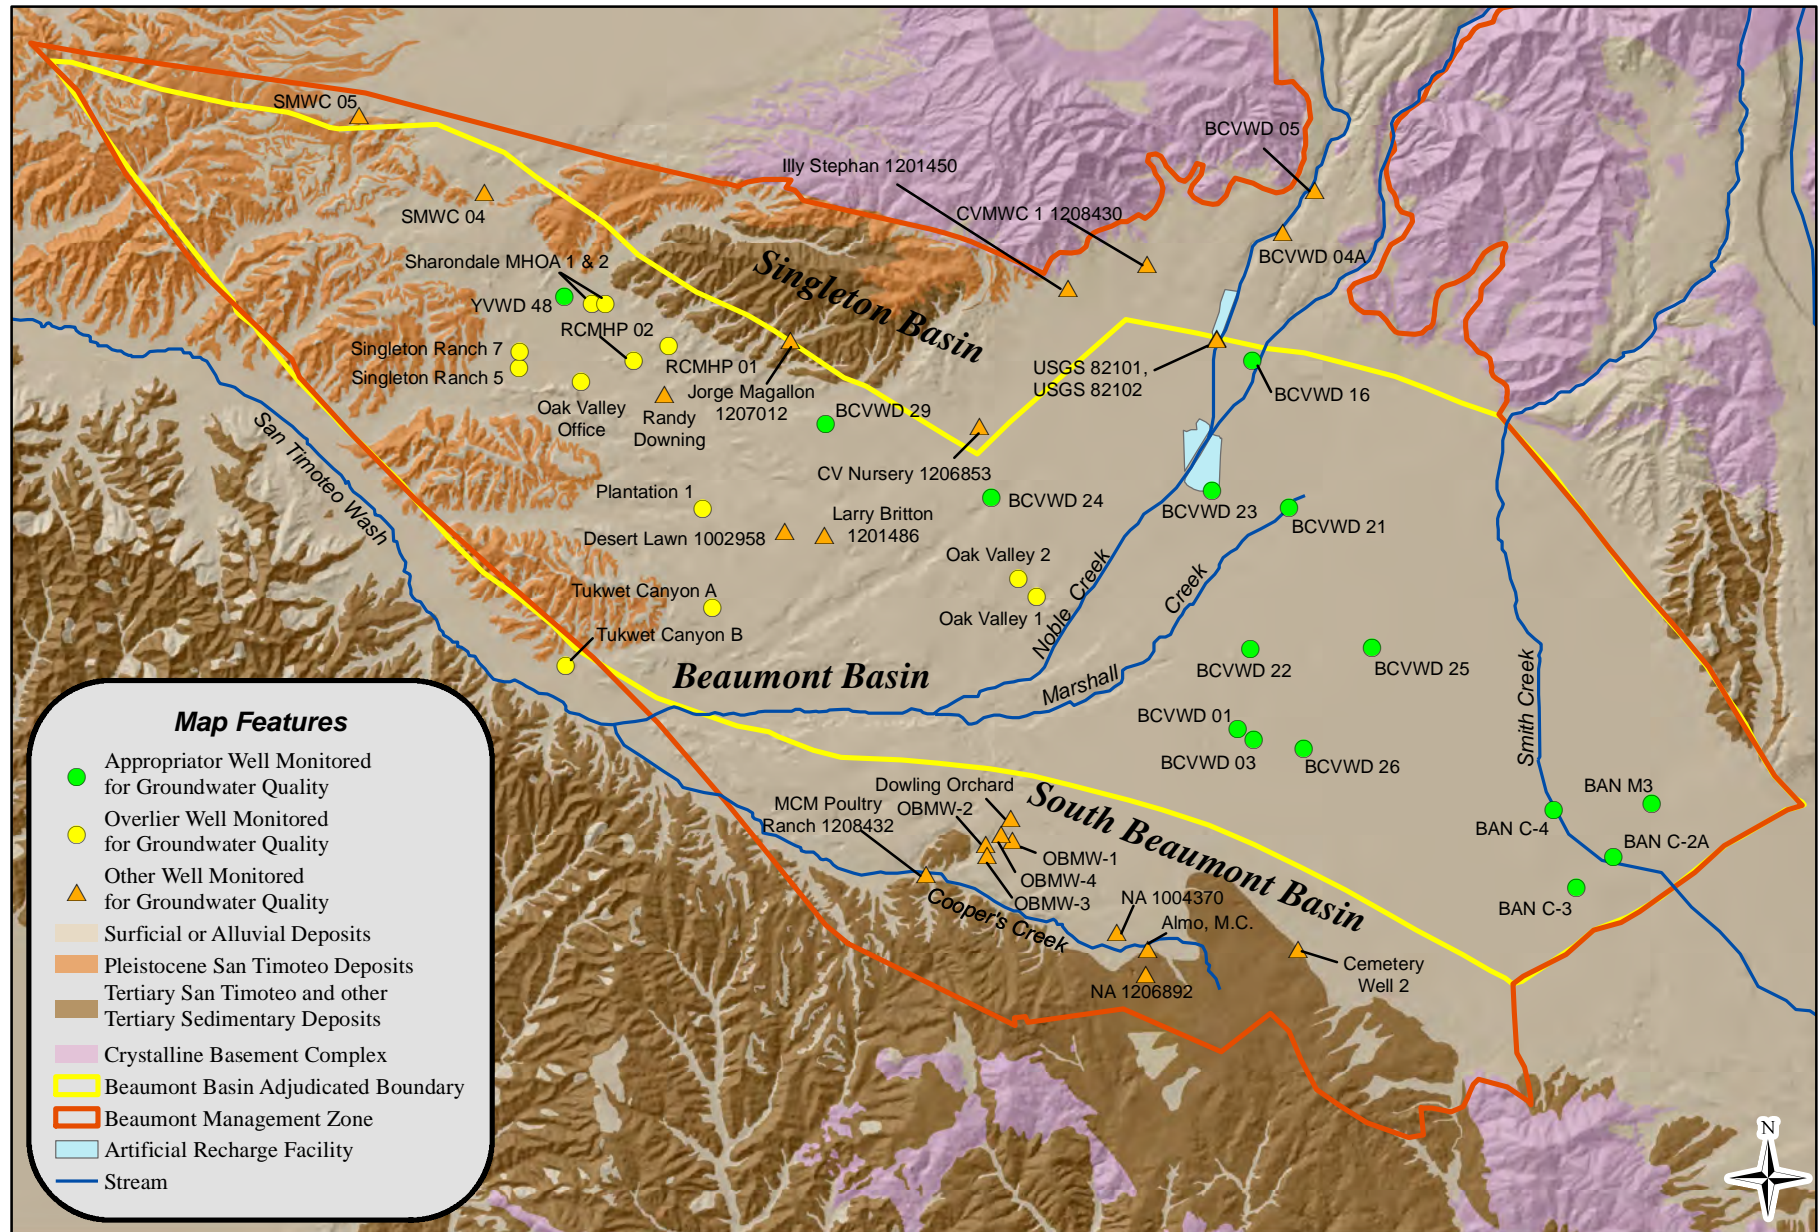 SMWC 05
BCVWD 05
Illy Stephan 1201450
CVMWC 1 1208430
SMWC 04
BCVWD 04A
Sharondale MHOA 1 & 2
Singleton Basin
YVWD 48
RCMHP 02
Singleton Ranch 7
RCMHP 01
USGS 82101,
USGS 82102
Singleton Ranch 5
Jorge Magallon
1207012
BCVWD 16
Oak Valley
Office
Randy
Downing
BCVWD 29
San Timoteo Wash
CV Nursery 1206853
Plantation 1
BCVWD 24
BCVWD 23
BCVWD 21
Desert Lawn 1002958
Larry Britton
1201486
Oak Valley 2
Noble Creek
Marshall Creek
Tukwet Canyon A
Oak Valley 1
Tukwet Canyon B
Beaumont Basin
BCVWD 22
BCVWD 25
Smith Creek
BCVWD 01
BCVWD 03
BCVWD 26
Dowling Orchard
South Beaumont Basin
MCM Poultry
Ranch 1208432
OBMW-2
BAN M3
BAN C-4
BAN C-2A
OBMW-1
OBMW-4
OBMW-3
BAN C-3
Cooper's Creek
NA 1004370
Almo, M.C.
Cemetery
Well 2
NA 1206892
Map Features
Appropriator Well Monitored
for Groundwater Quality
Overlier Well Monitored
for Groundwater Quality
Other Well Monitored
for Groundwater Quality
Surficial or Alluvial Deposits
Pleistocene San Timoteo Deposits
Tertiary San Timoteo and other
Tertiary Sedimentary Deposits
Crystalline Basement Complex
Beaumont Basin Adjudicated Boundary
Beaumont Management Zone
Artificial Recharge Facility
Stream
N